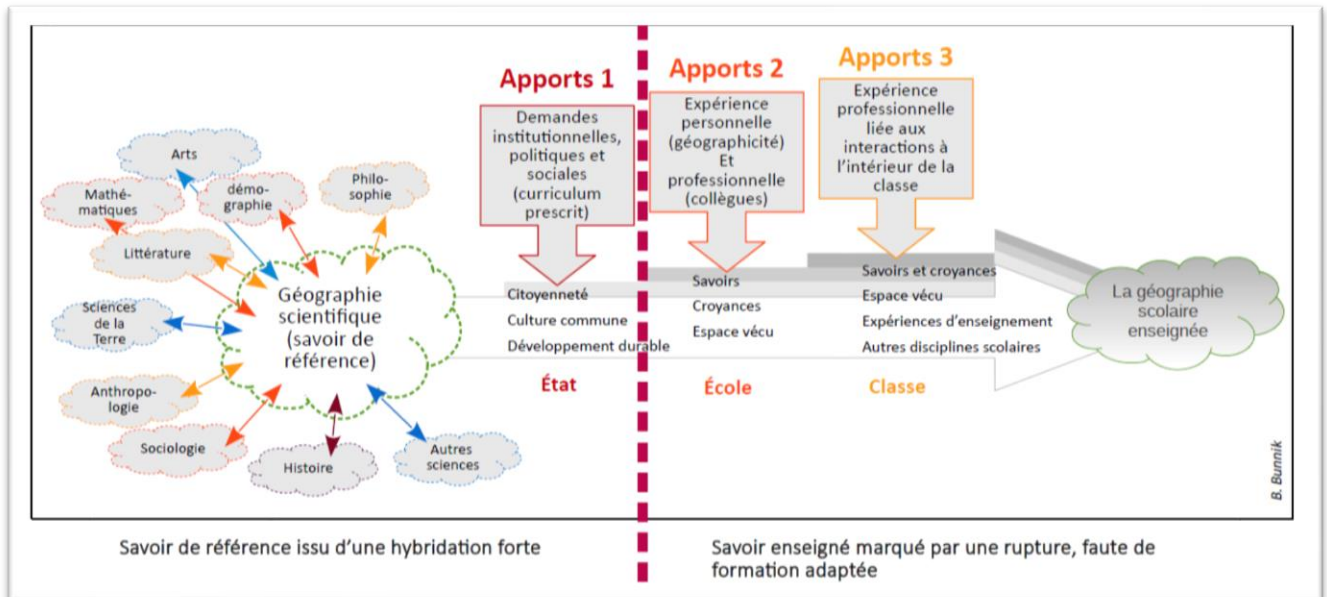 Apports 1
Apports 2
Apports 3
Demandes
institutionnelles,
politiques et
sociales
(curriculum
prescrit)
Expérience
personnelle
(géographicité)
Et
professionnelle
(collègues)
Expérience
professionnelle
liée aux
interactions à
l'intérieur de la
classe
Arts
Mathé-
matiques
démo-
graphie
Philo-
sophie
Littérature
Sciences
de la
Terre
Anthropo-
logie
Sociologie
Histoire
Autres
sciences
Géographie
scientifique
(savoir de
référence)
Citoyenneté
Culture commune
Développement durable
État
Savoirs
Croyances
Espace vécu
École
Savoirs et croyances
Espace vécu
Expériences d'enseignement
Autres disciplines scolaires
Classe
La géographie
scolaire
enseignée
B. Bunnik
Savoir de référence issu d'une hybridation forte
Savoir enseigné marqué par une rupture, faute de
formation adaptée